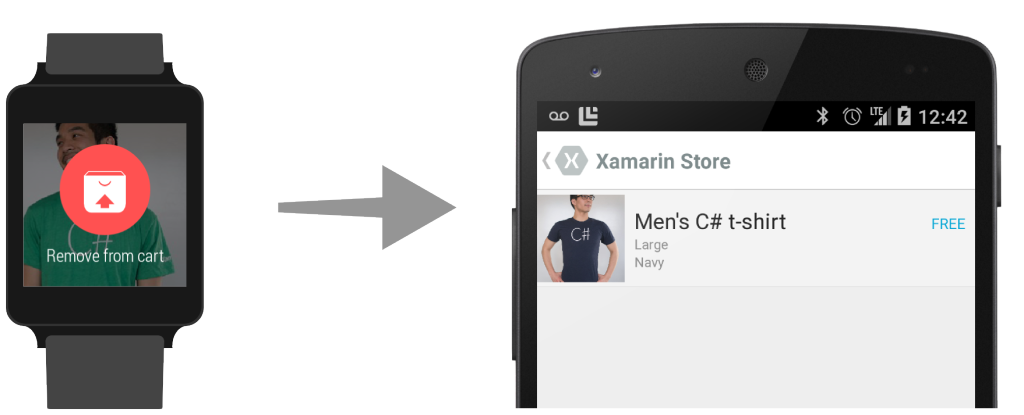 C#
Remove from cart
LTE
12:42
X
Xamarin Store
C#
Men's C# t-shirt
FREE
Large
Navy